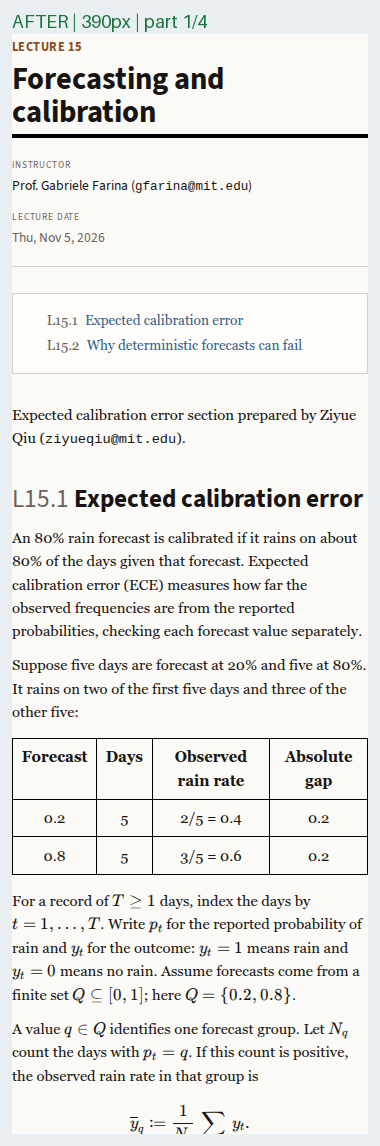 AFTER | 390px | part 1/4
LECTURE 15
Forecasting and
calibration
INSTRUCTOR
Prof. Gabriele Farina (gfarina@mit.edu)
LECTURE DATE
Thu, Nov 5, 2026
L15.1 Expected calibration error
L15.2 Why deterministic forecasts can fail
Expected calibration error section prepared by Ziyue
Qiu (ziyueqiu@mit.edu).
L15.1 Expected calibration error
An 80% rain forecast is calibrated if it rains on about
80% of the days given that forecast. Expected
calibration error (ECE) measures how far the
observed frequencies are from the reported
probabilities, checking each forecast value separately.
Suppose five days are forecast at 20% and five at 80%.
It rains on two of the first five days and three of the
other five:
Forecast Days Observed rain rate Absolute gap
0.2 5 2/5 = 0.4 0.2
0.8 5 3/5 = 0.6 0.2
For a record of T ≥ 1 days, index the days by
t = 1, . . . , T. Write pₜ for the reported probability of
rain and yₜ for the outcome: yₜ = 1 means rain and
yₜ = 0 means no rain. Assume forecasts come from a
finite set Q ⊆ [0, 1]; here Q = {0.2, 0.8}.
A value q ∈ Q identifies one forecast group. Let N_q
count the days with pₜ = q. If this count is positive,
the observed rain rate in that group is
y̅_q := 1/N_q ∑ yₜ.